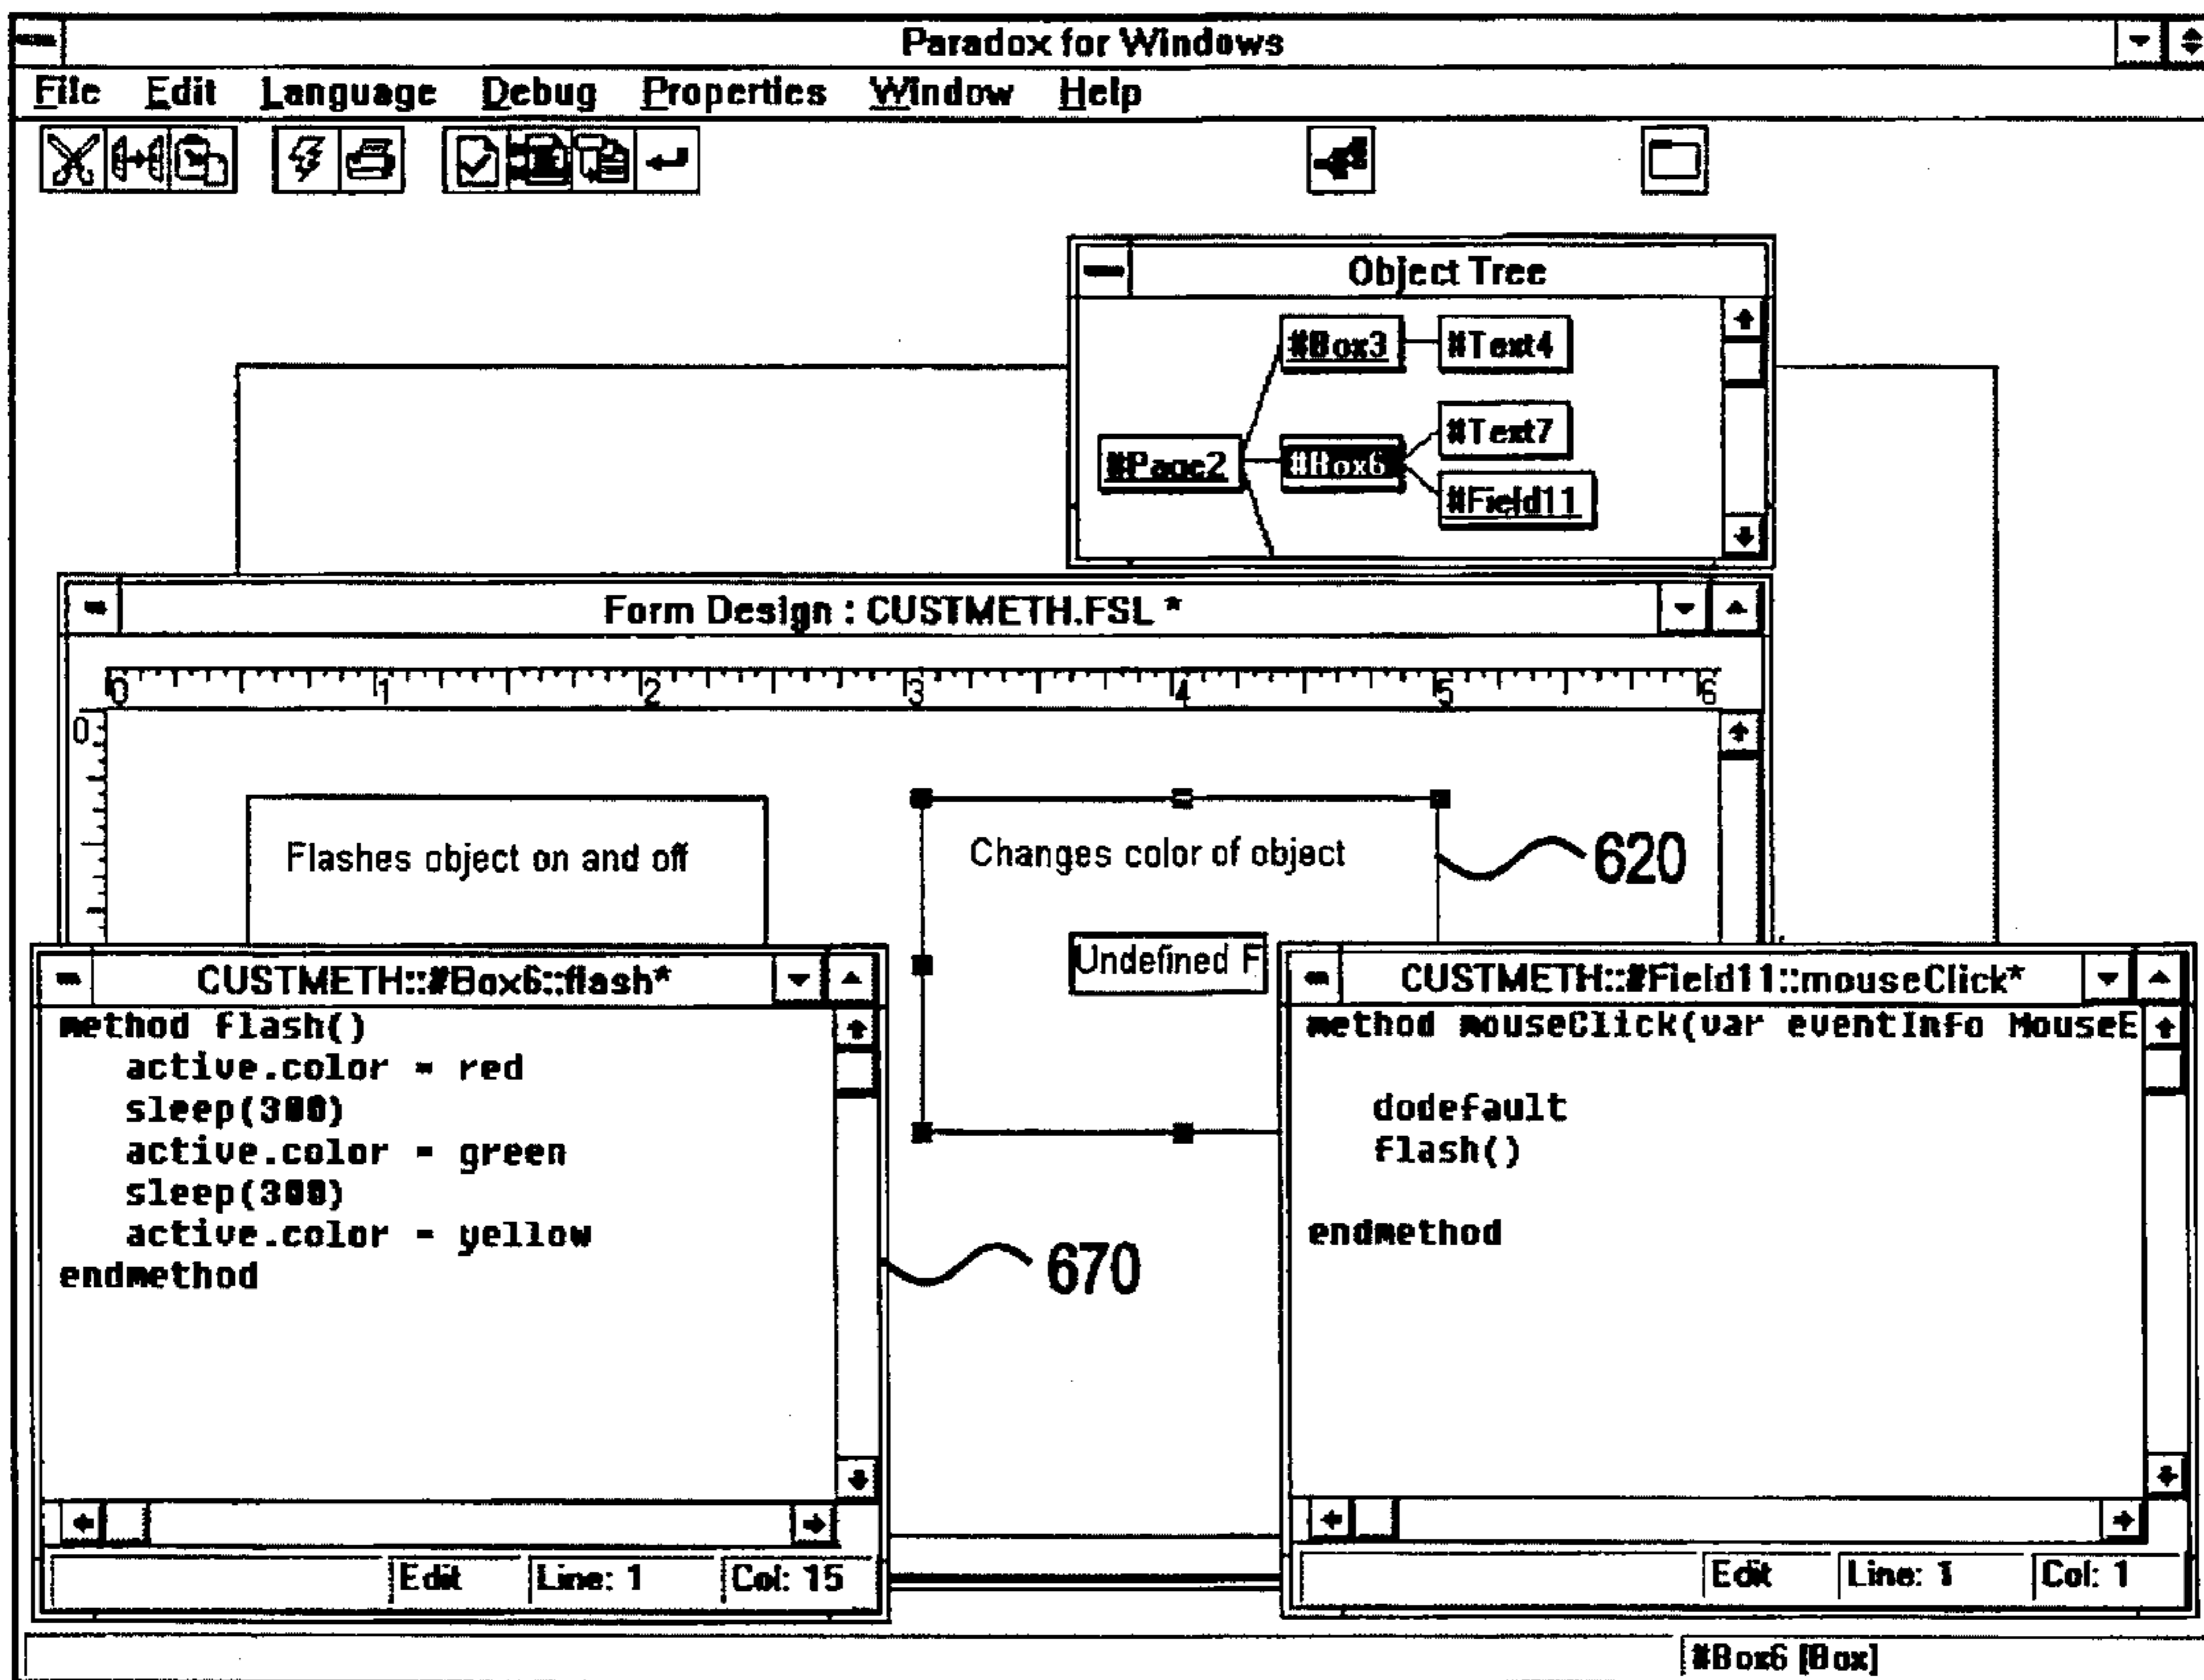 Paradox for Windows
File Edit Language Debug Properties Window Help
Object Tree
#Box3 #Text4
#Text7
#Page2 #Box6
#Field11
Form Design : CUSTMETH.FSL *
0 1 2 3 4 5 6
0
Flashes object on and off
Changes color of object
620
Undefined F
CUSTMETH::#Box6::flash*
method flash()
active.color = red
sleep(300)
active.color = green
sleep(300)
active.color = yellow
endmethod
670
Edit Line: 1 Col: 15
CUSTMETH::#Field11::mouseClick*
method mouseClick(var eventInfo MouseE
dodefault
flash()
endmethod
Edit Line: 1 Col: 1
#Box6 [Box]